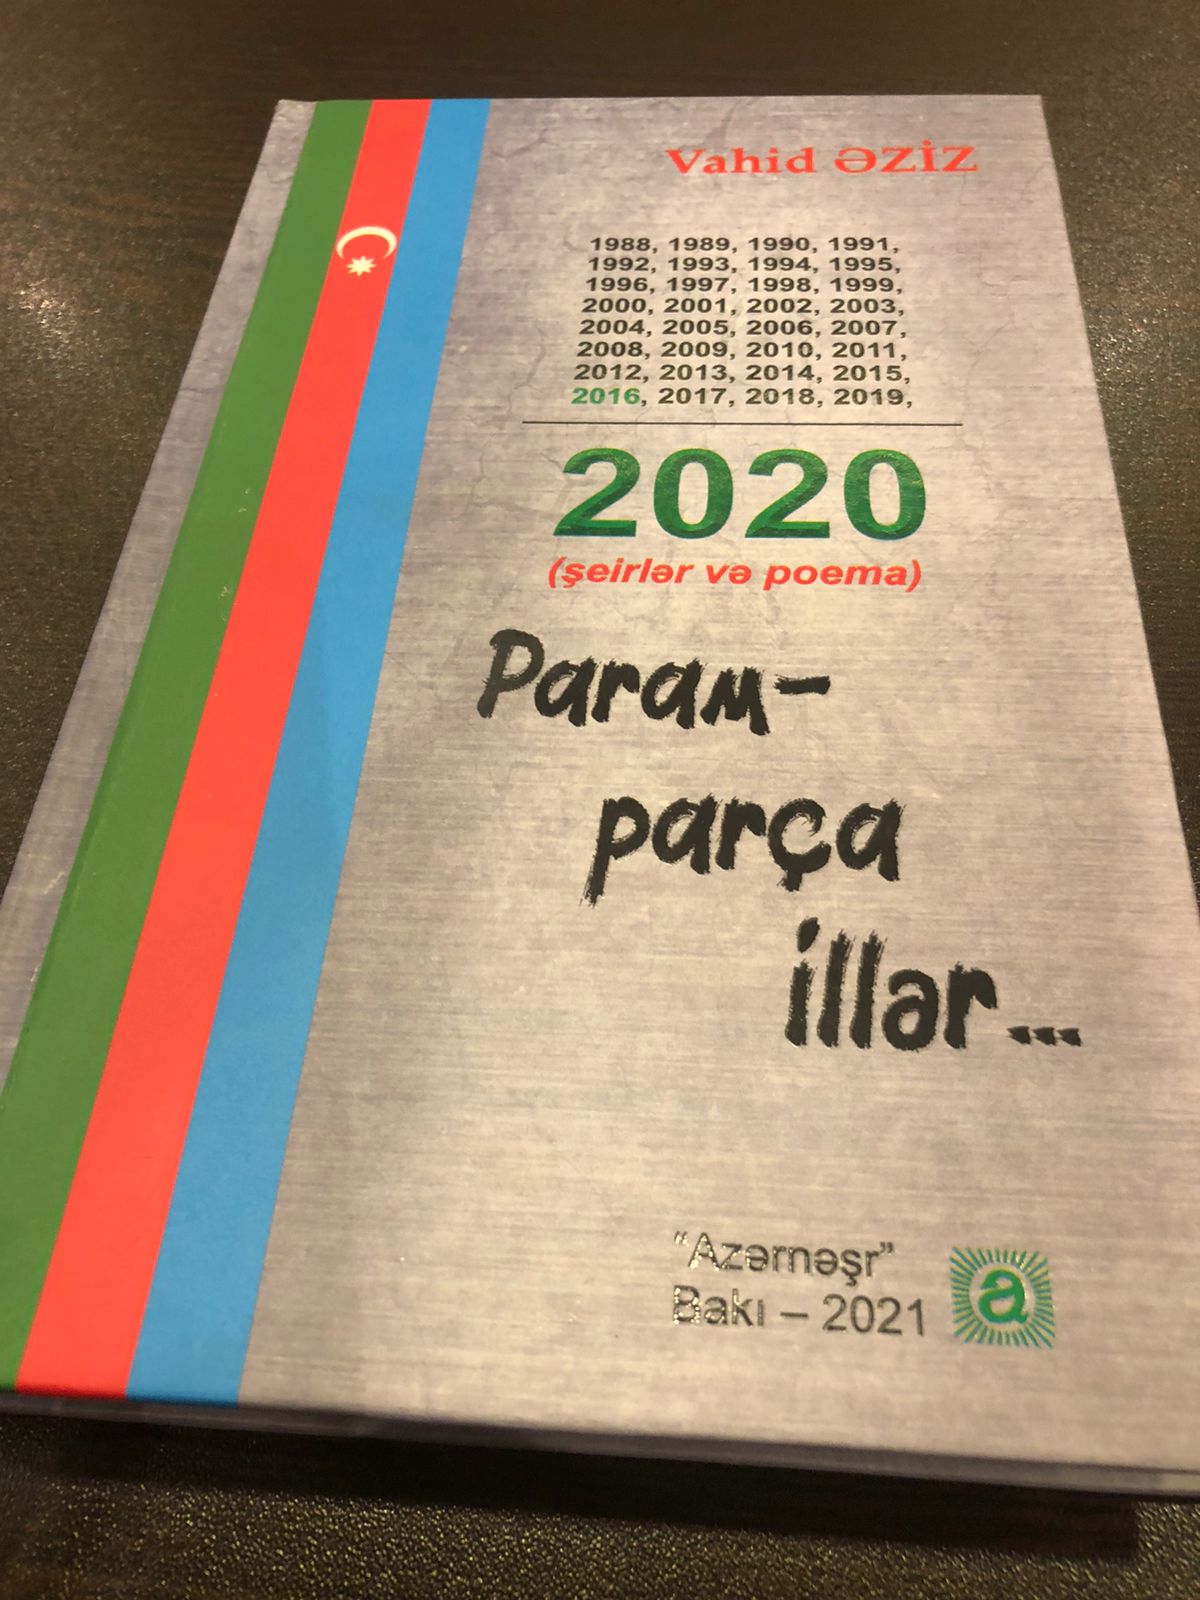 Vahid ƏZİZ
1988, 1989, 1990, 1991,
1992, 1993, 1994, 1995,
1996, 1997, 1998, 1999,
2000, 2001, 2002, 2003,
2004, 2005, 2006, 2007,
2008, 2009, 2010, 2011,
2012, 2013, 2014, 2015,
2016, 2017, 2018, 2019,
2020
(şeirlər və poema)
Param-
parça
illər...
“Azərnəşr”
Bakı – 2021
a